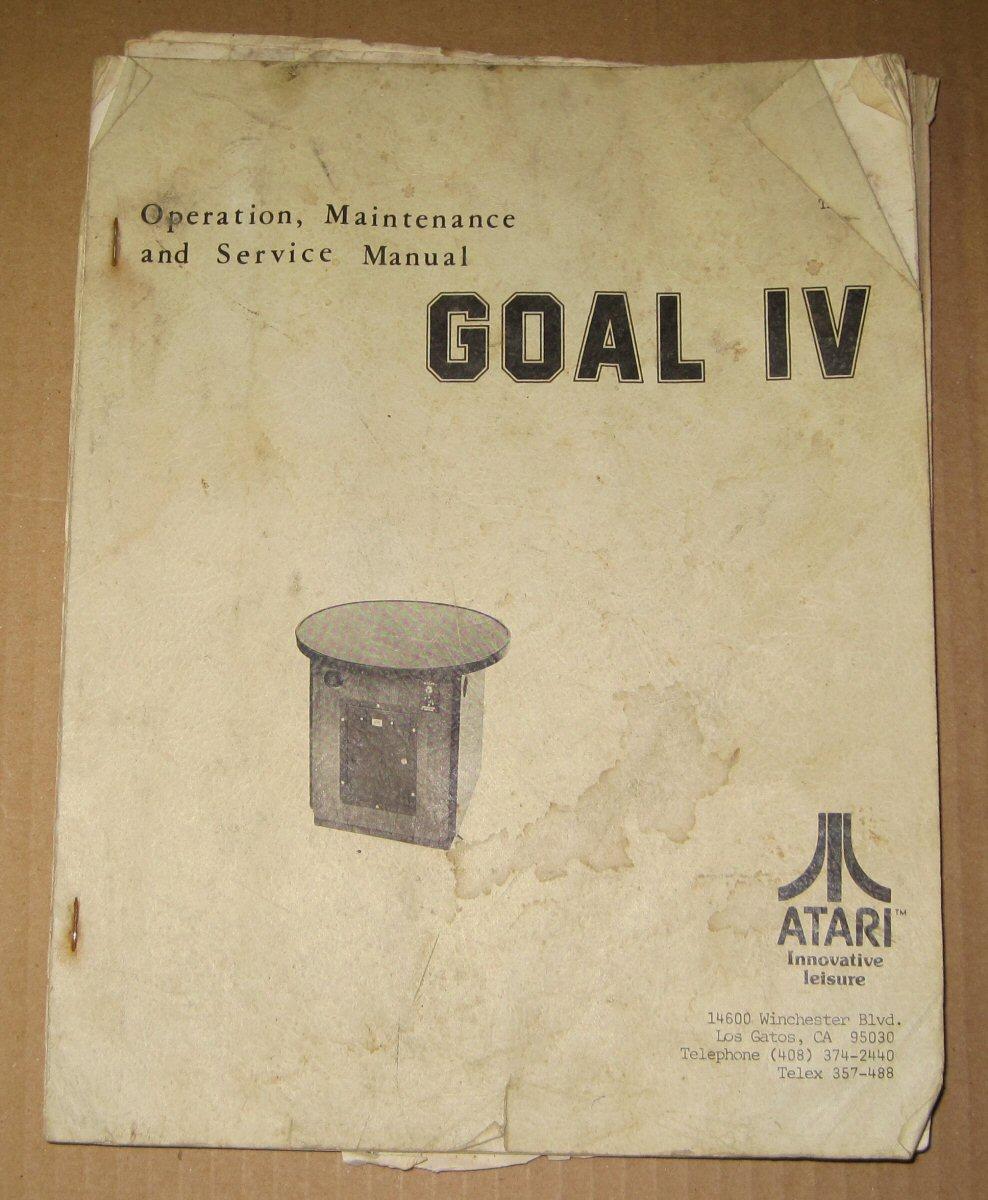 Operation, Maintenance
and Service Manual
GOAL IV
ATARI™
Innovative
leisure
14600 Winchester Blvd.
Los Gatos, CA 95030
Telephone (408) 374-2440
Telex 357-488